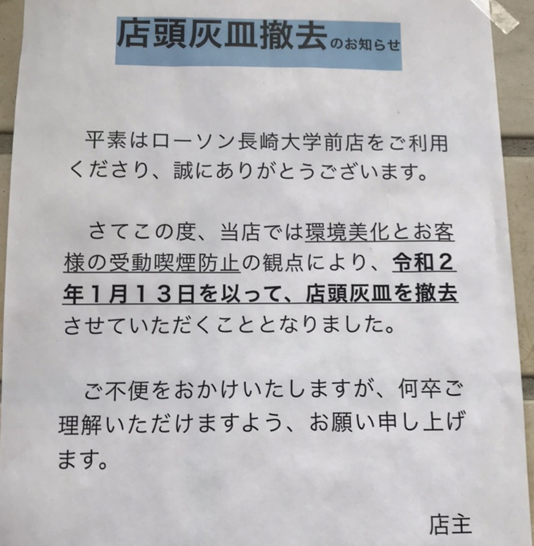 店頭灰皿撤去のお知らせ
平素はローソン長崎大学前店をご利用
くださり、誠にありがとうございます。
さてこの度、当店では環境美化とお客
様の受動喫煙防止の観点により、令和2
年1月13日を以って、店頭灰皿を撤去
させていただくこととなりました。
ご不便をおかけいたしますが、何卒ご
理解いただけますよう、お願い申し上げ
ます。
店主